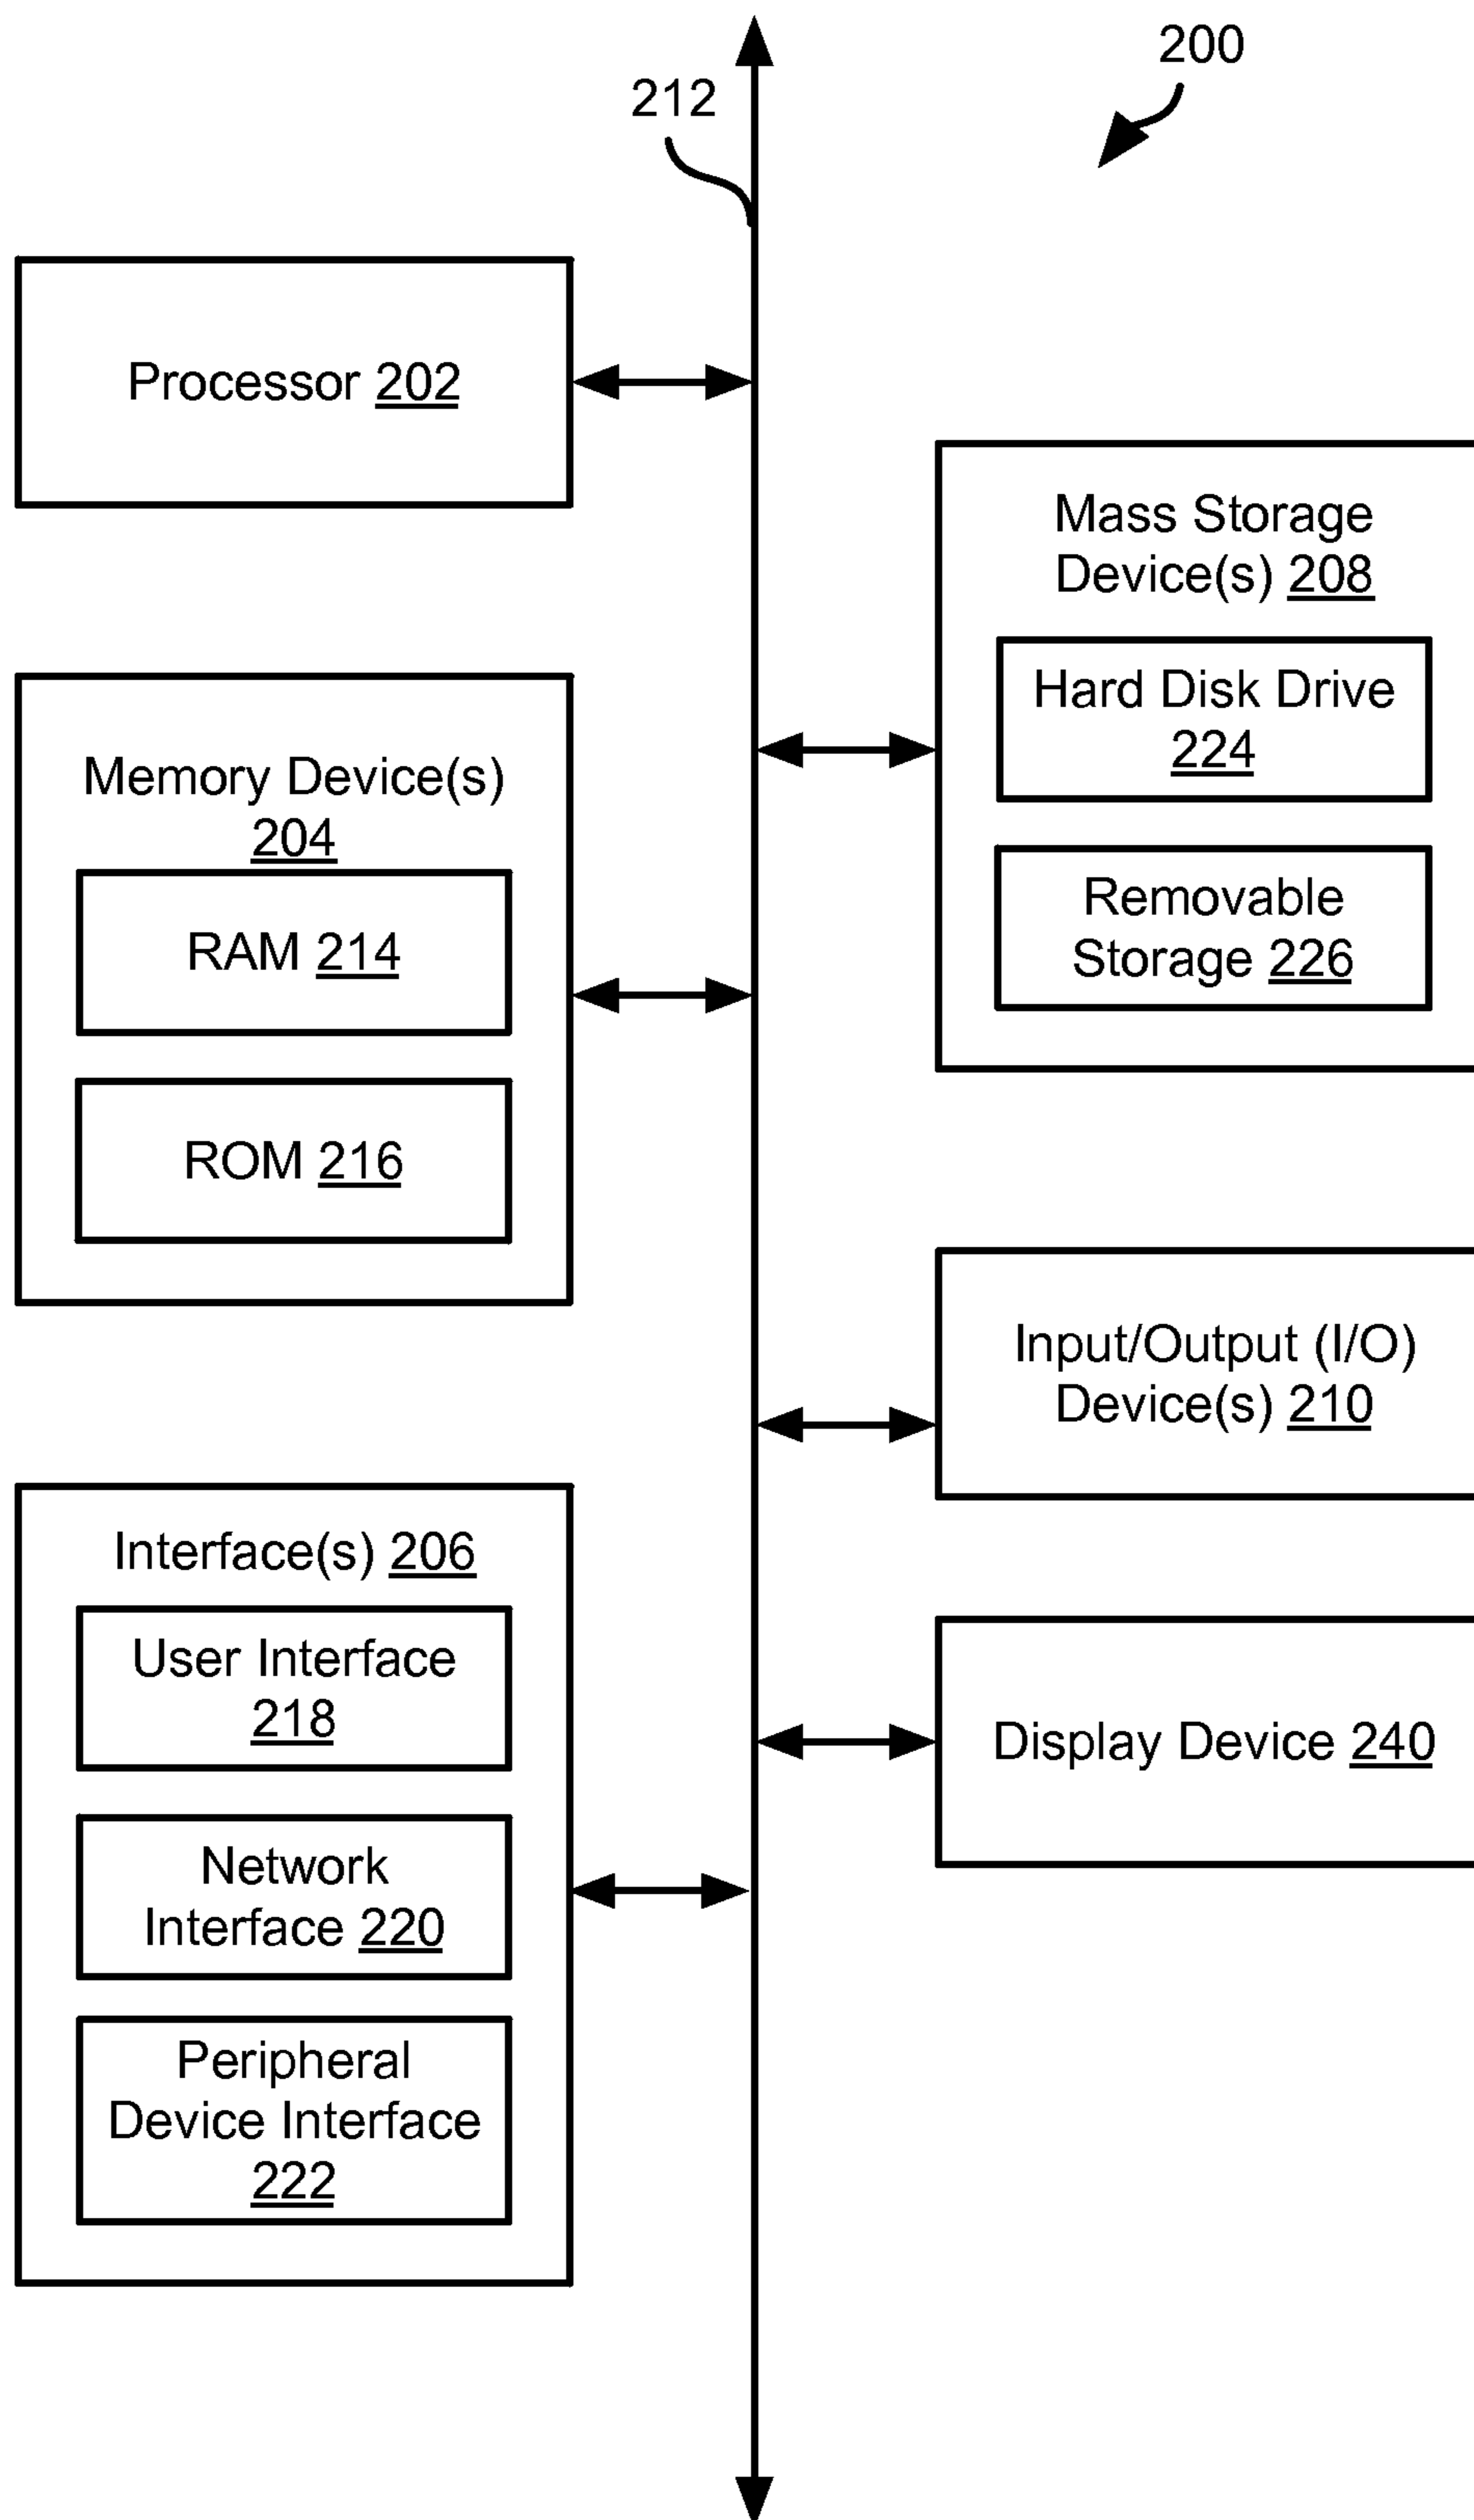 200
212
Processor 202
Mass Storage
Device(s) 208
Hard Disk Drive
224
Removable
Storage 226
Memory Device(s)
204
RAM 214
ROM 216
Input/Output (I/O)
Device(s) 210
Interface(s) 206
User Interface
218
Network
Interface 220
Peripheral
Device Interface
222
Display Device 240